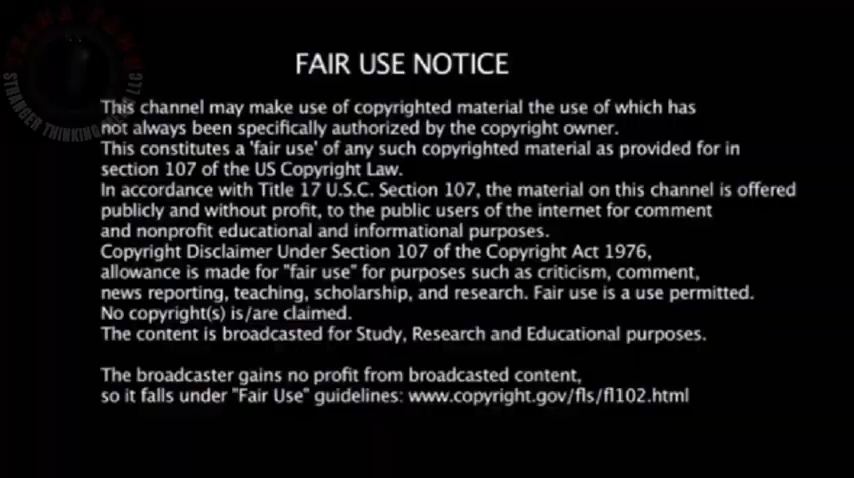 FAIR USE NOTICE
This channel may make use of copyrighted material the use of which has
not always been specifically authorized by the copyright owner.
This constitutes a 'fair use' of any such copyrighted material as provided for in
section 107 of the US Copyright Law.
In accordance with Title 17 U.S.C. Section 107, the material on this channel is offered
publicly and without profit, to the public users of the internet for comment
and nonprofit educational and informational purposes.
Copyright Disclaimer Under Section 107 of the Copyright Act 1976,
allowance is made for "fair use" for purposes such as criticism, comment,
news reporting, teaching, scholarship, and research. Fair use is a use permitted.
No copyright(s) is/are claimed.
The content is broadcasted for Study, Research and Educational purposes.
The broadcaster gains no profit from broadcasted content,
so it falls under "Fair Use" guidelines: www.copyright.gov/fls/fl102.html
STRANGER THINKING LLC